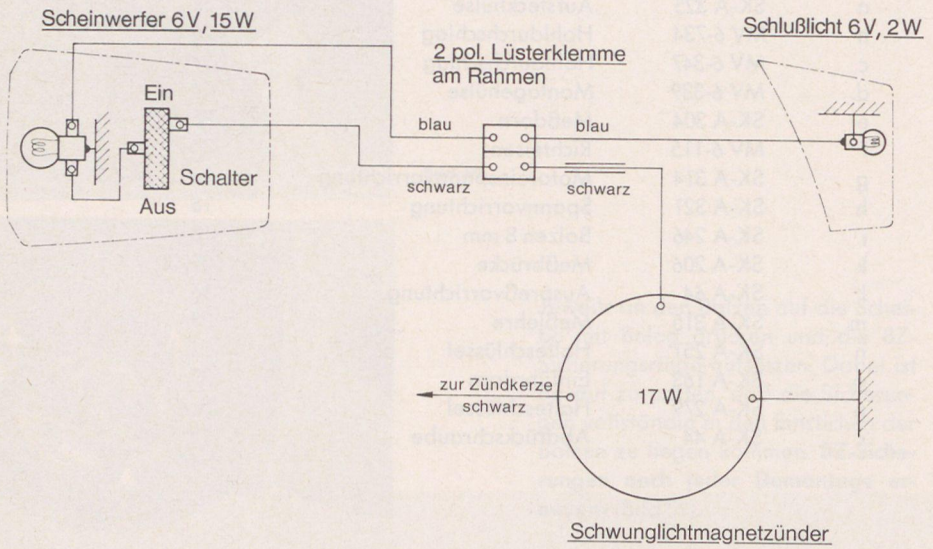 Scheinwerfer 6V, 15W
Schlußlicht 6V, 2W
2 pol. Lüsterklemme
am Rahmen
Ein
blau
blau
Schalter
schwarz
schwarz
Aus
zur Zündkerze
schwarz
17W
Schwunglichtmagnetzünder